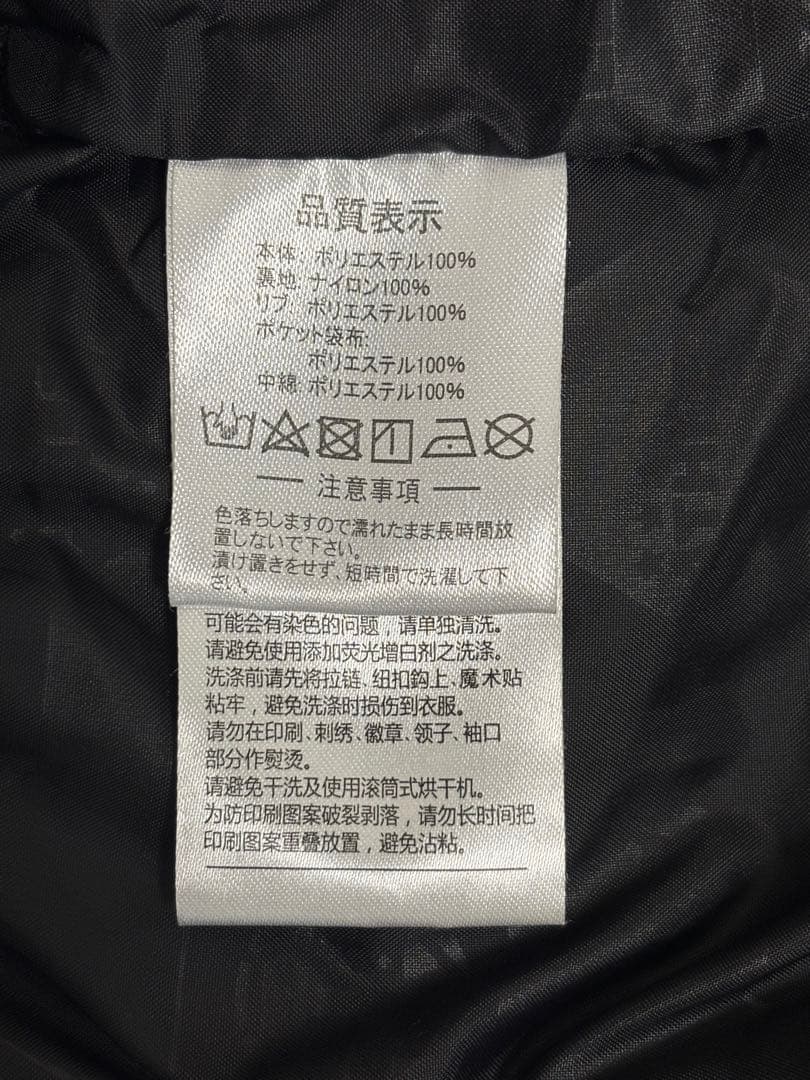 品質表示
本体: ポリエステル100%
裏地: ナイロン100%
リブ: ポリエステル100%
ポケット袋布:
ポリエステル100%
中綿: ポリエステル100%
注意事項
色落ちしますので濡れたまま長時間放
置しないで下さい。
漬け置きをせず、短時間で洗濯して下
さい。
可能会有染色的问题，请单独清洗。
请避免使用添加荧光增白剂之洗涤。
洗涤前请先将拉链、纽扣鈎上、魔术贴
粘牢，避免洗涤时损伤到衣服。
请勿在印刷、刺绣、徽章、领子、袖口
部分作熨烫。
请避免干洗及使用滚筒式烘干机。
为防印刷图案破裂剥落，请勿长时间把
印刷图案重叠放置，避免沾粘。